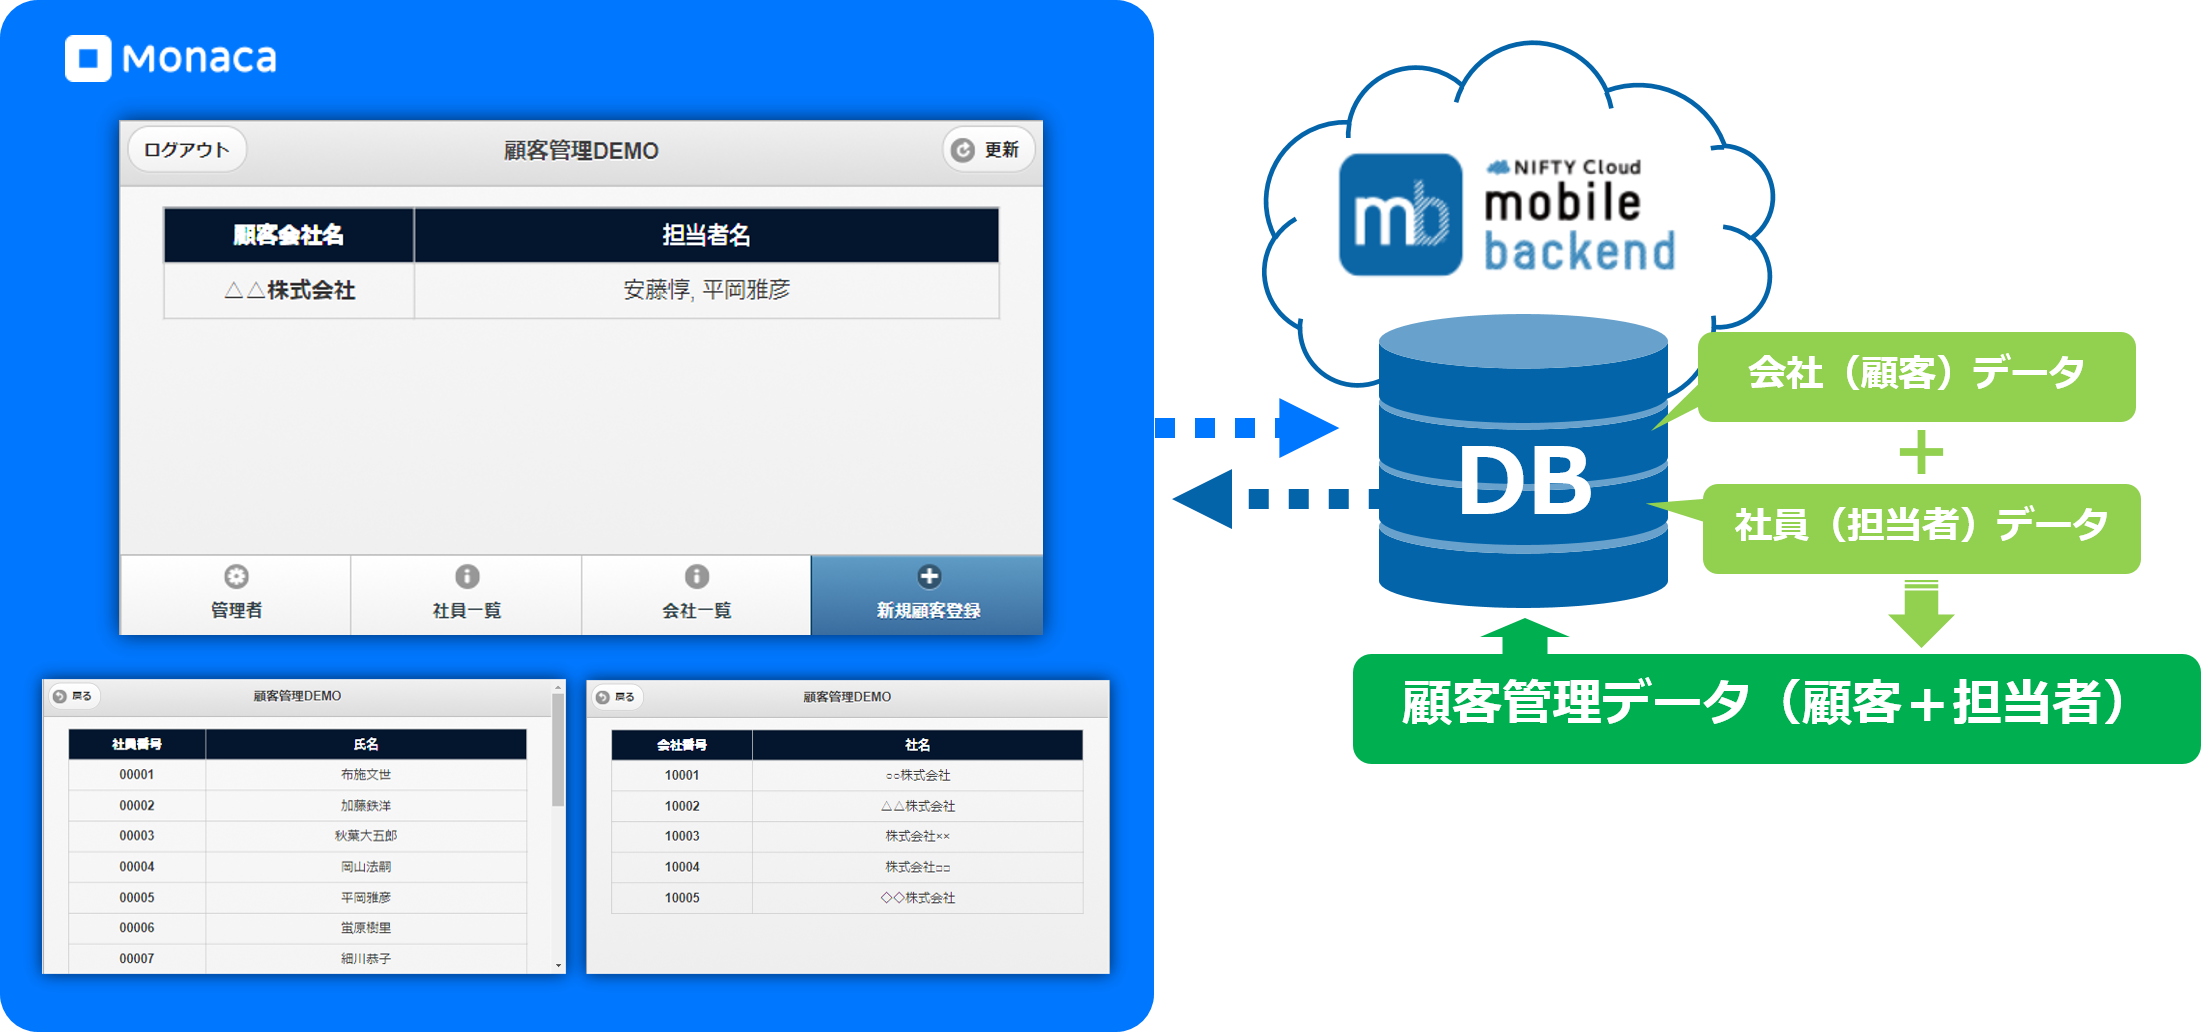 Monaca
ログアウト 顧客管理DEMO 更新
顧客会社名 担当者名
△△株式会社 安藤惇, 平岡雅彦
管理者 社員一覧 会社一覧 新規顧客登録
戻る 顧客管理DEMO
社員番号 氏名
00001 布施文世
00002 加藤鉄洋
00003 秋葉大五郎
00004 岡山法嗣
00005 平岡雅彦
00006 蛍原樹里
00007 細川恭子
戻る 顧客管理DEMO
会社番号 社名
10001 ○○株式会社
10002 △△株式会社
10003 株式会社××
10004 株式会社□□
10005 ◇◇株式会社
mb
NIFTY Cloud
mobile
backend
DB
会社（顧客）データ
＋
社員（担当者）データ
顧客管理データ（顧客＋担当者）